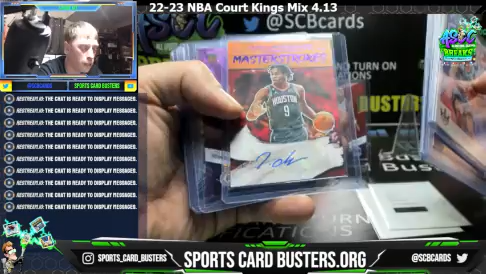 22-23 NBA Court Kings Mix 4.13
@SCBcards
TURN ON
MASTERSTROKES
HOUSTON
9
BUSTERS
BREAKS
@SCBCARDS SPORTS CARD BUSTERS
RESTREAM.IO: THE CHAT IS READY TO DISPLAY MESSAGES.
RESTREAM.IO: THE CHAT IS READY TO DISPLAY MESSAGES.
RESTREAM.IO: THE CHAT IS READY TO DISPLAY MESSAGES.
RESTREAM.IO: THE CHAT IS READY TO DISPLAY MESSAGES.
RESTREAM.IO: THE CHAT IS READY TO DISPLAY MESSAGES.
RESTREAM.IO: THE CHAT IS READY TO DISPLAY MESSAGES.
RESTREAM.IO: THE CHAT IS READY TO DISPLAY MESSAGES.
RESTREAM.IO: THE CHAT IS READY TO DISPLAY MESSAGES.
RESTREAM.IO: THE CHAT IS READY TO DISPLAY MESSAGES.
RESTREAM.IO: THE CHAT IS READY TO DISPLAY MESSAGES.
SPORTS_CARD_BUSTERS
SPORTS CARD BUSTERS.ORG
@SCBCARDS